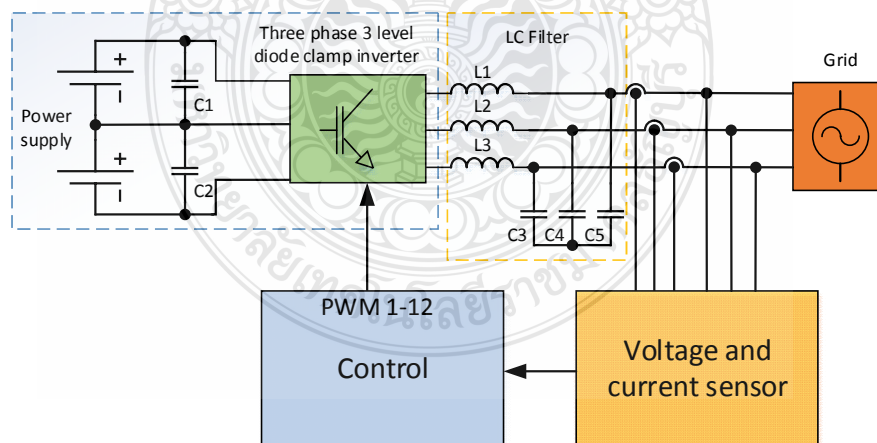 Three phase 3 level
diode clamp inverter
LC Filter
Grid
Power
supply
+
−
+
−
C1
C2
L1
L2
L3
C3
C4
C5
PWM 1-12
Control
Voltage and
current sensor